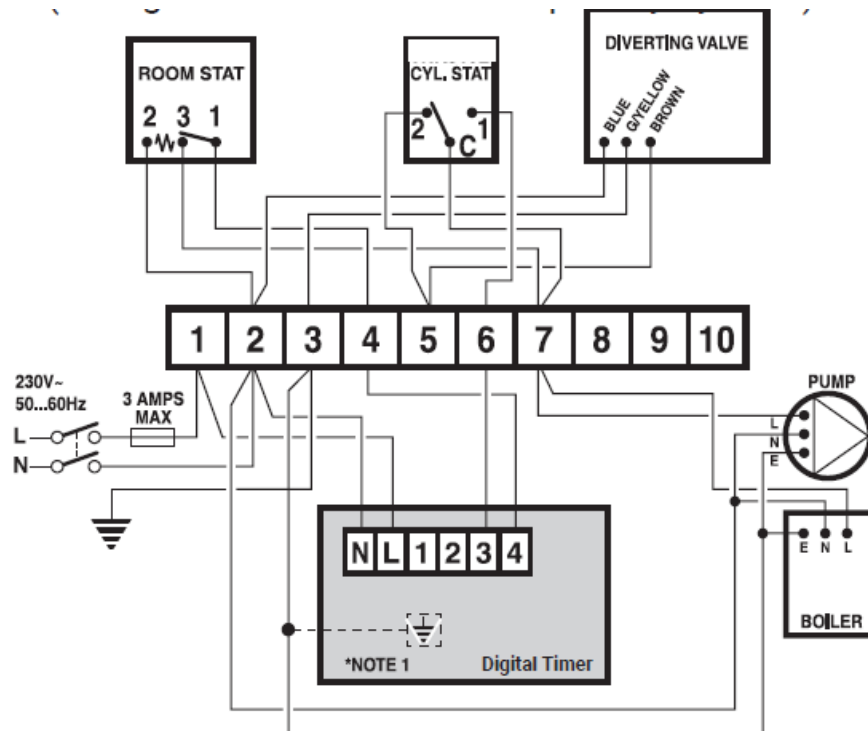 DIVERTING VALVE
ROOM STAT
CYL. STAT
2 3 1
2 C 1
BLUE
G/YELLOW
BROWN
1 2 3 4 5 6 7 8 9 10
230V~
50...60Hz
3 AMPS
MAX
L
N
PUMP
L
N
E
N L 1 2 3 4
E N L
BOILER
*NOTE 1
Digital Timer